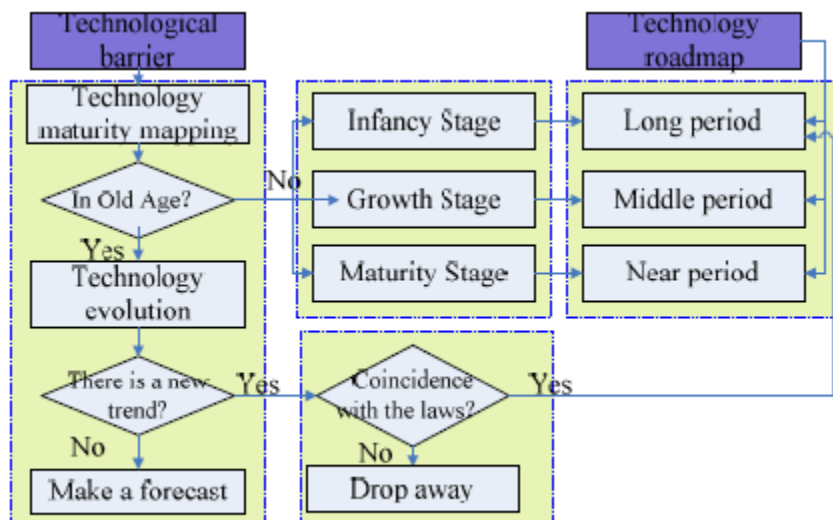 Technological
barrier
Technology
roadmap
Technology
maturity mapping
Infancy Stage
Long period
In Old Age?
No
Growth Stage
Middle period
Yes
Technology
evolution
Maturity Stage
Near period
There is a new
trend?
Yes
Coincidence
with the laws?
Yes
No
No
Make a forecast
Drop away